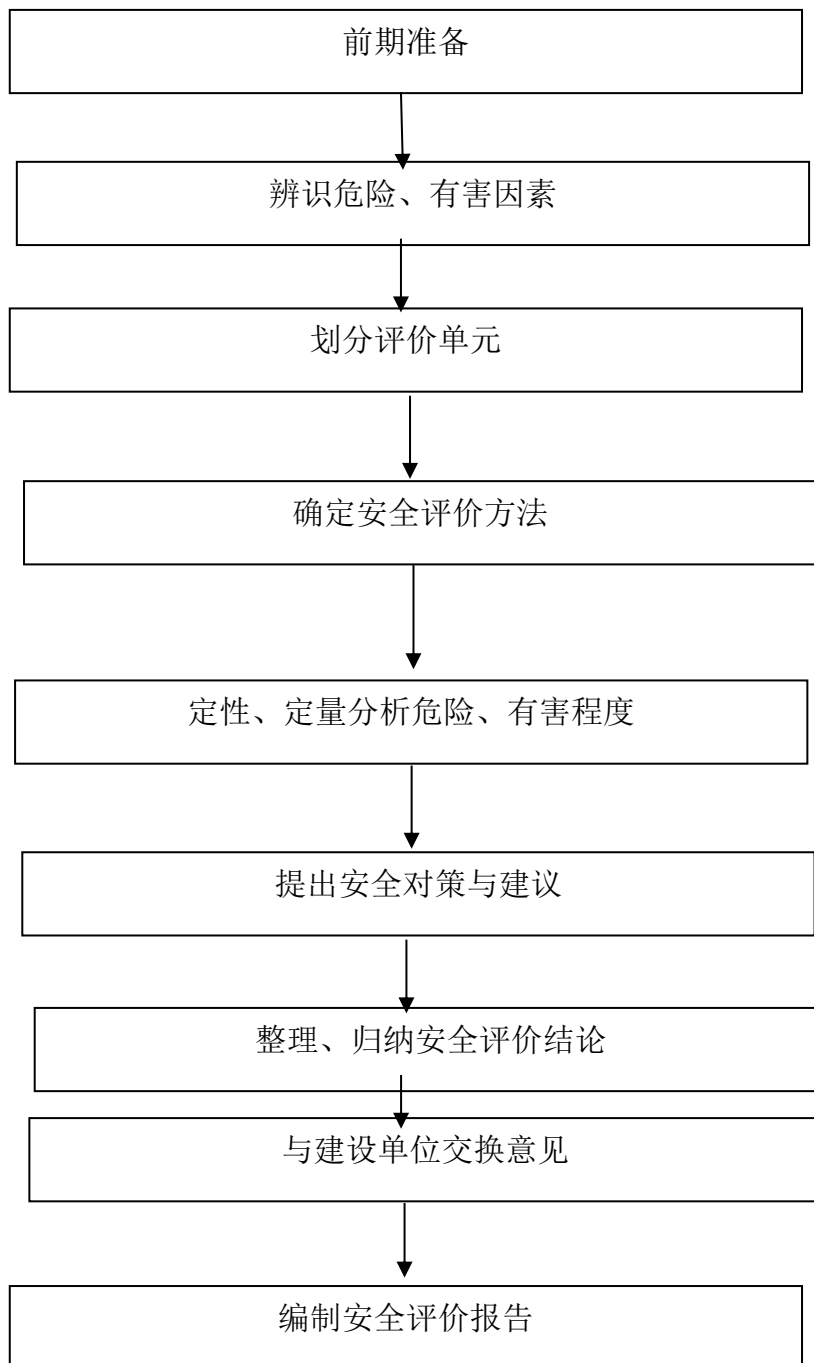 前期准备
辨识危险、有害因素
划分评价单元
确定安全评价方法
定性、定量分析危险、有害程度
提出安全对策与建议
整理、归纳安全评价结论
与建设单位交换意见
编制安全评价报告